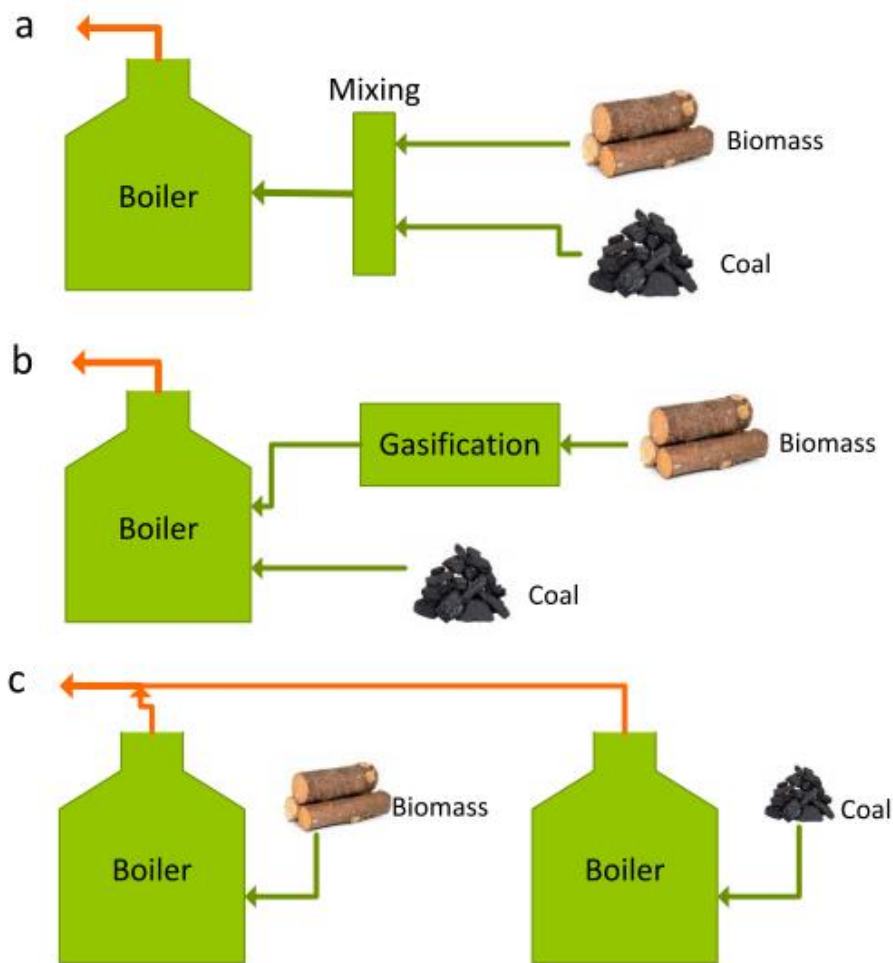 a
Mixing
Biomass
Boiler
Coal
b
Gasification
Biomass
Boiler
Coal
c
Biomass
Coal
Boiler
Boiler